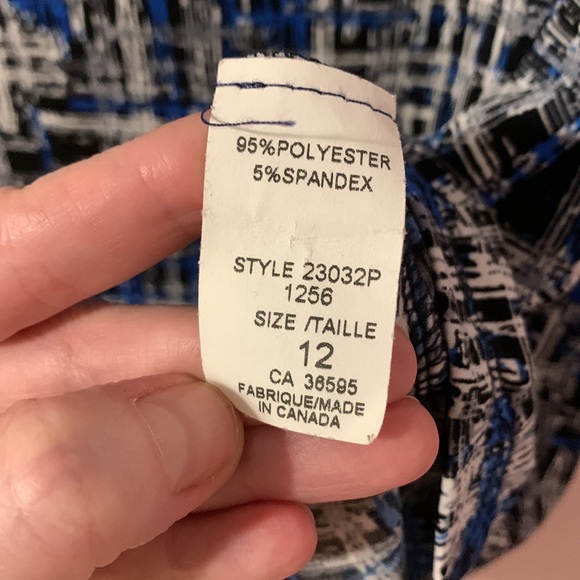 95%POLYESTER
5%SPANDEX
STYLE 23032P
1256
SIZE /TAILLE
12
CA 36595
FABRIQUE/MADE
IN CANADA